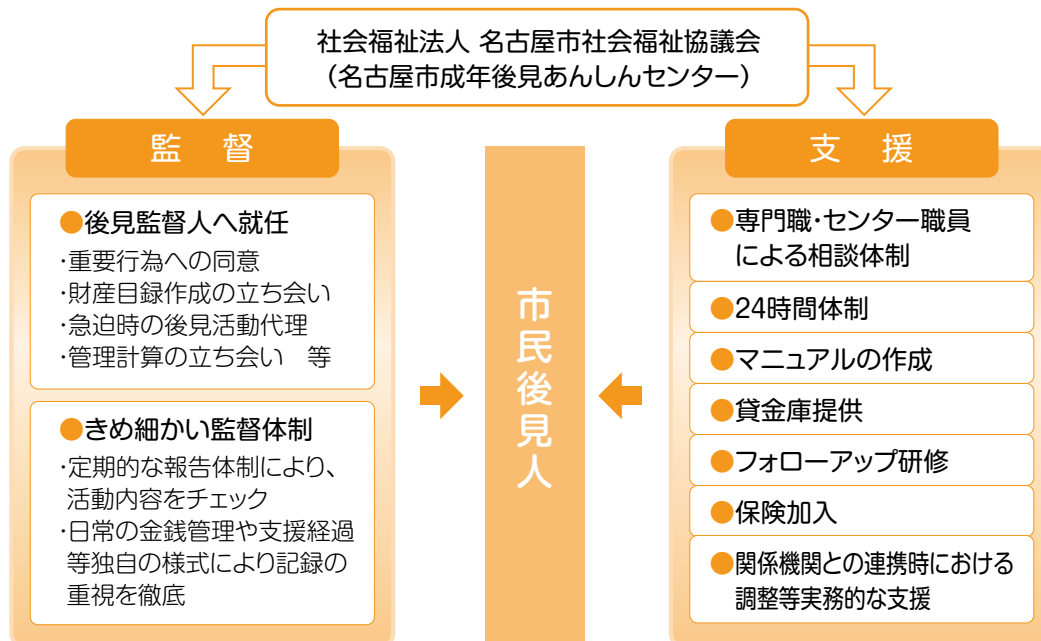 社会福祉法人 名古屋市社会福祉協議会
(名古屋市成年後見あんしんセンター)
監 督
●後見監督人へ就任
・重要行為への同意
・財産目録作成の立ち会い
・急迫時の後見活動代理
・管理計算の立ち会い 等
●きめ細かい監督体制
・定期的な報告体制により、
活動内容をチェック
・日常の金銭管理や支援経過
等独自の様式により記録の
重視を徹底
市民後見人
支 援
●専門職・センター職員
による相談体制
●24時間体制
●マニュアルの作成
●貸金庫提供
●フォローアップ研修
●保険加入
●関係機関との連携時における
調整等実務的な支援